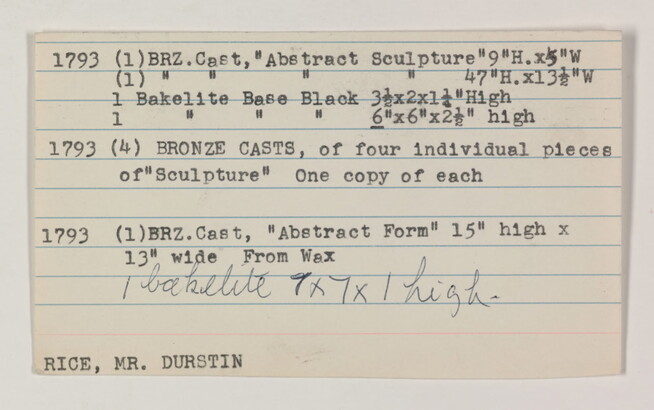 1793 (1)BRZ.Cast,"Abstract Sculpture"9"H.x5"W
(1) " " " " 47"H.x13½"W
1 Bakelite Base Black 3½x2x1¼"High
1 " " " 6"x6"x2½" high
1793 (4) BRONZE CASTS, of four individual pieces
of"Sculpture" One copy of each
1793 (1)BRZ.Cast, "Abstract Form" 15" high x
13" wide From Wax
1 bakelite 9x7x1 high.
RICE, MR. DURSTIN